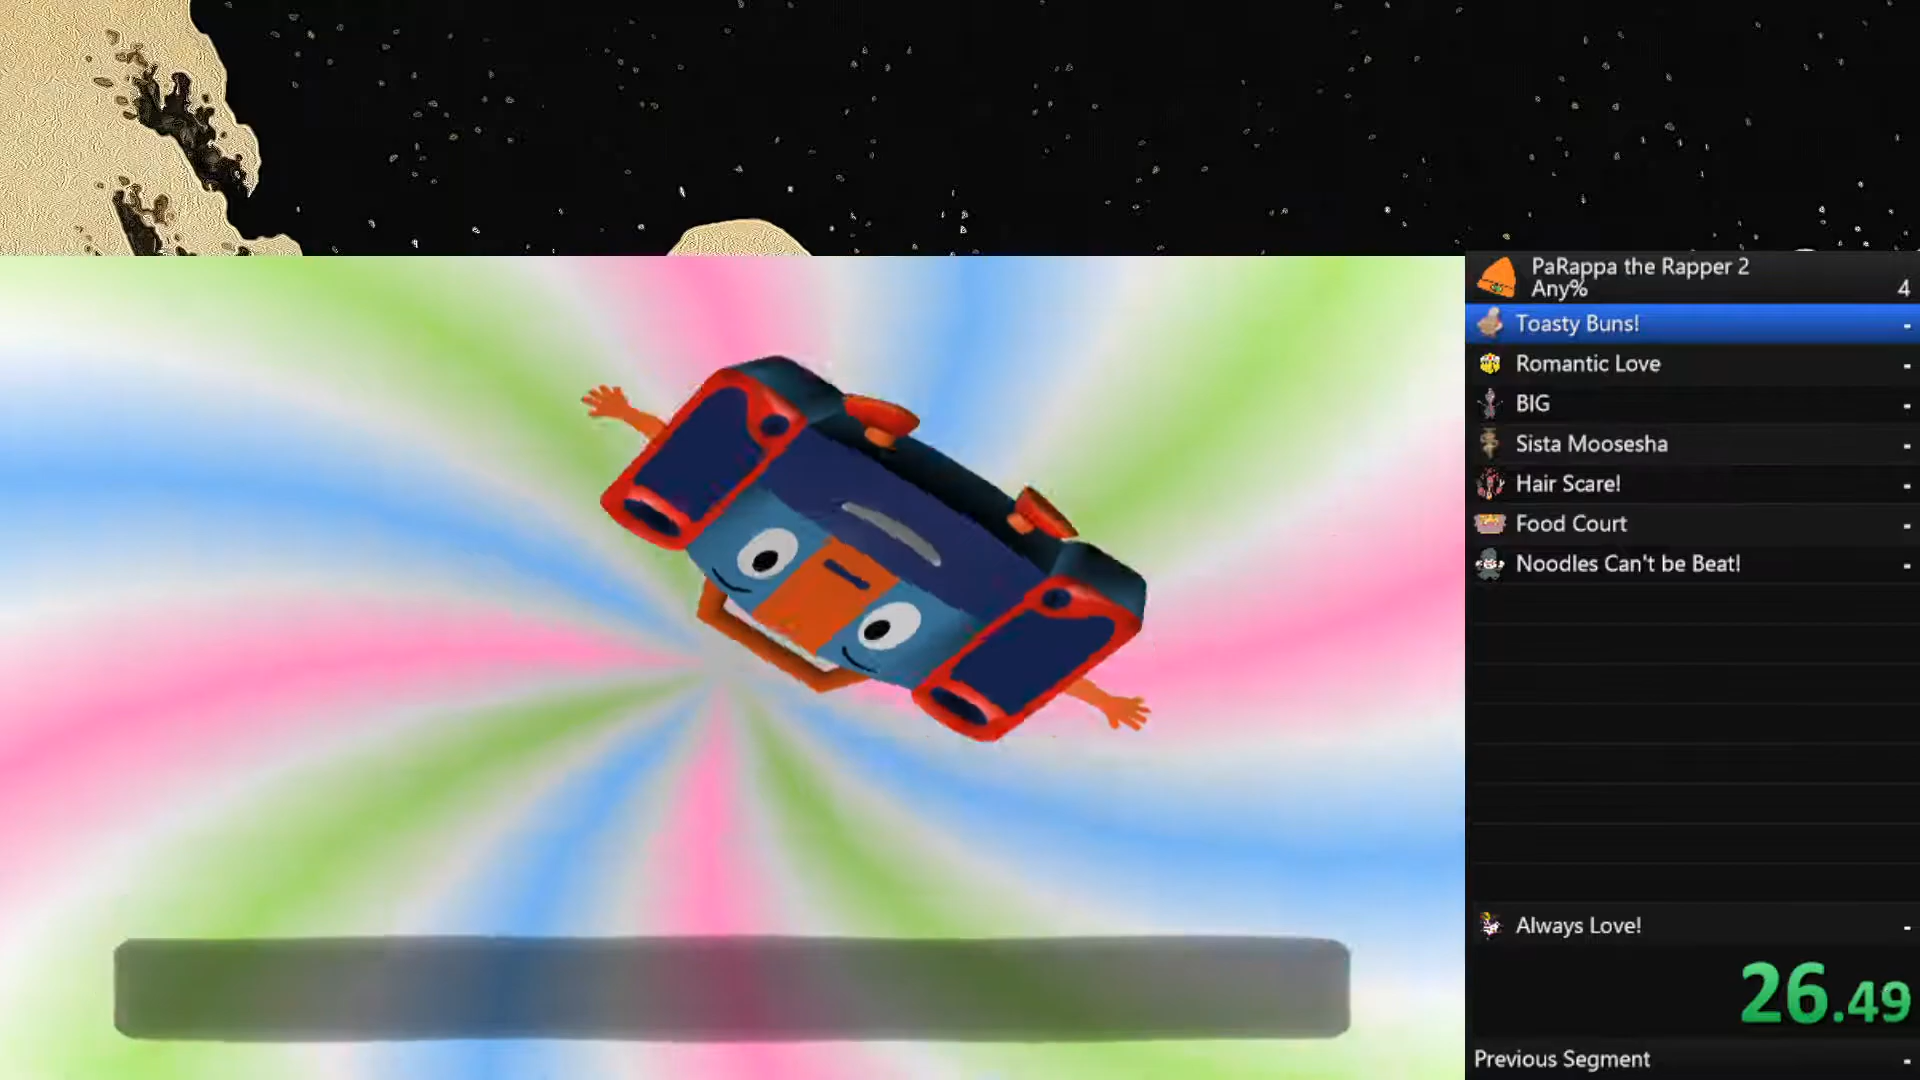 PaRappa the Rapper 2
Any%
4
Toasty Buns! -
Romantic Love -
BIG -
Sista Moosesha -
Hair Scare! -
Food Court -
Noodles Can't be Beat! -
Always Love! -
26.49
Previous Segment -